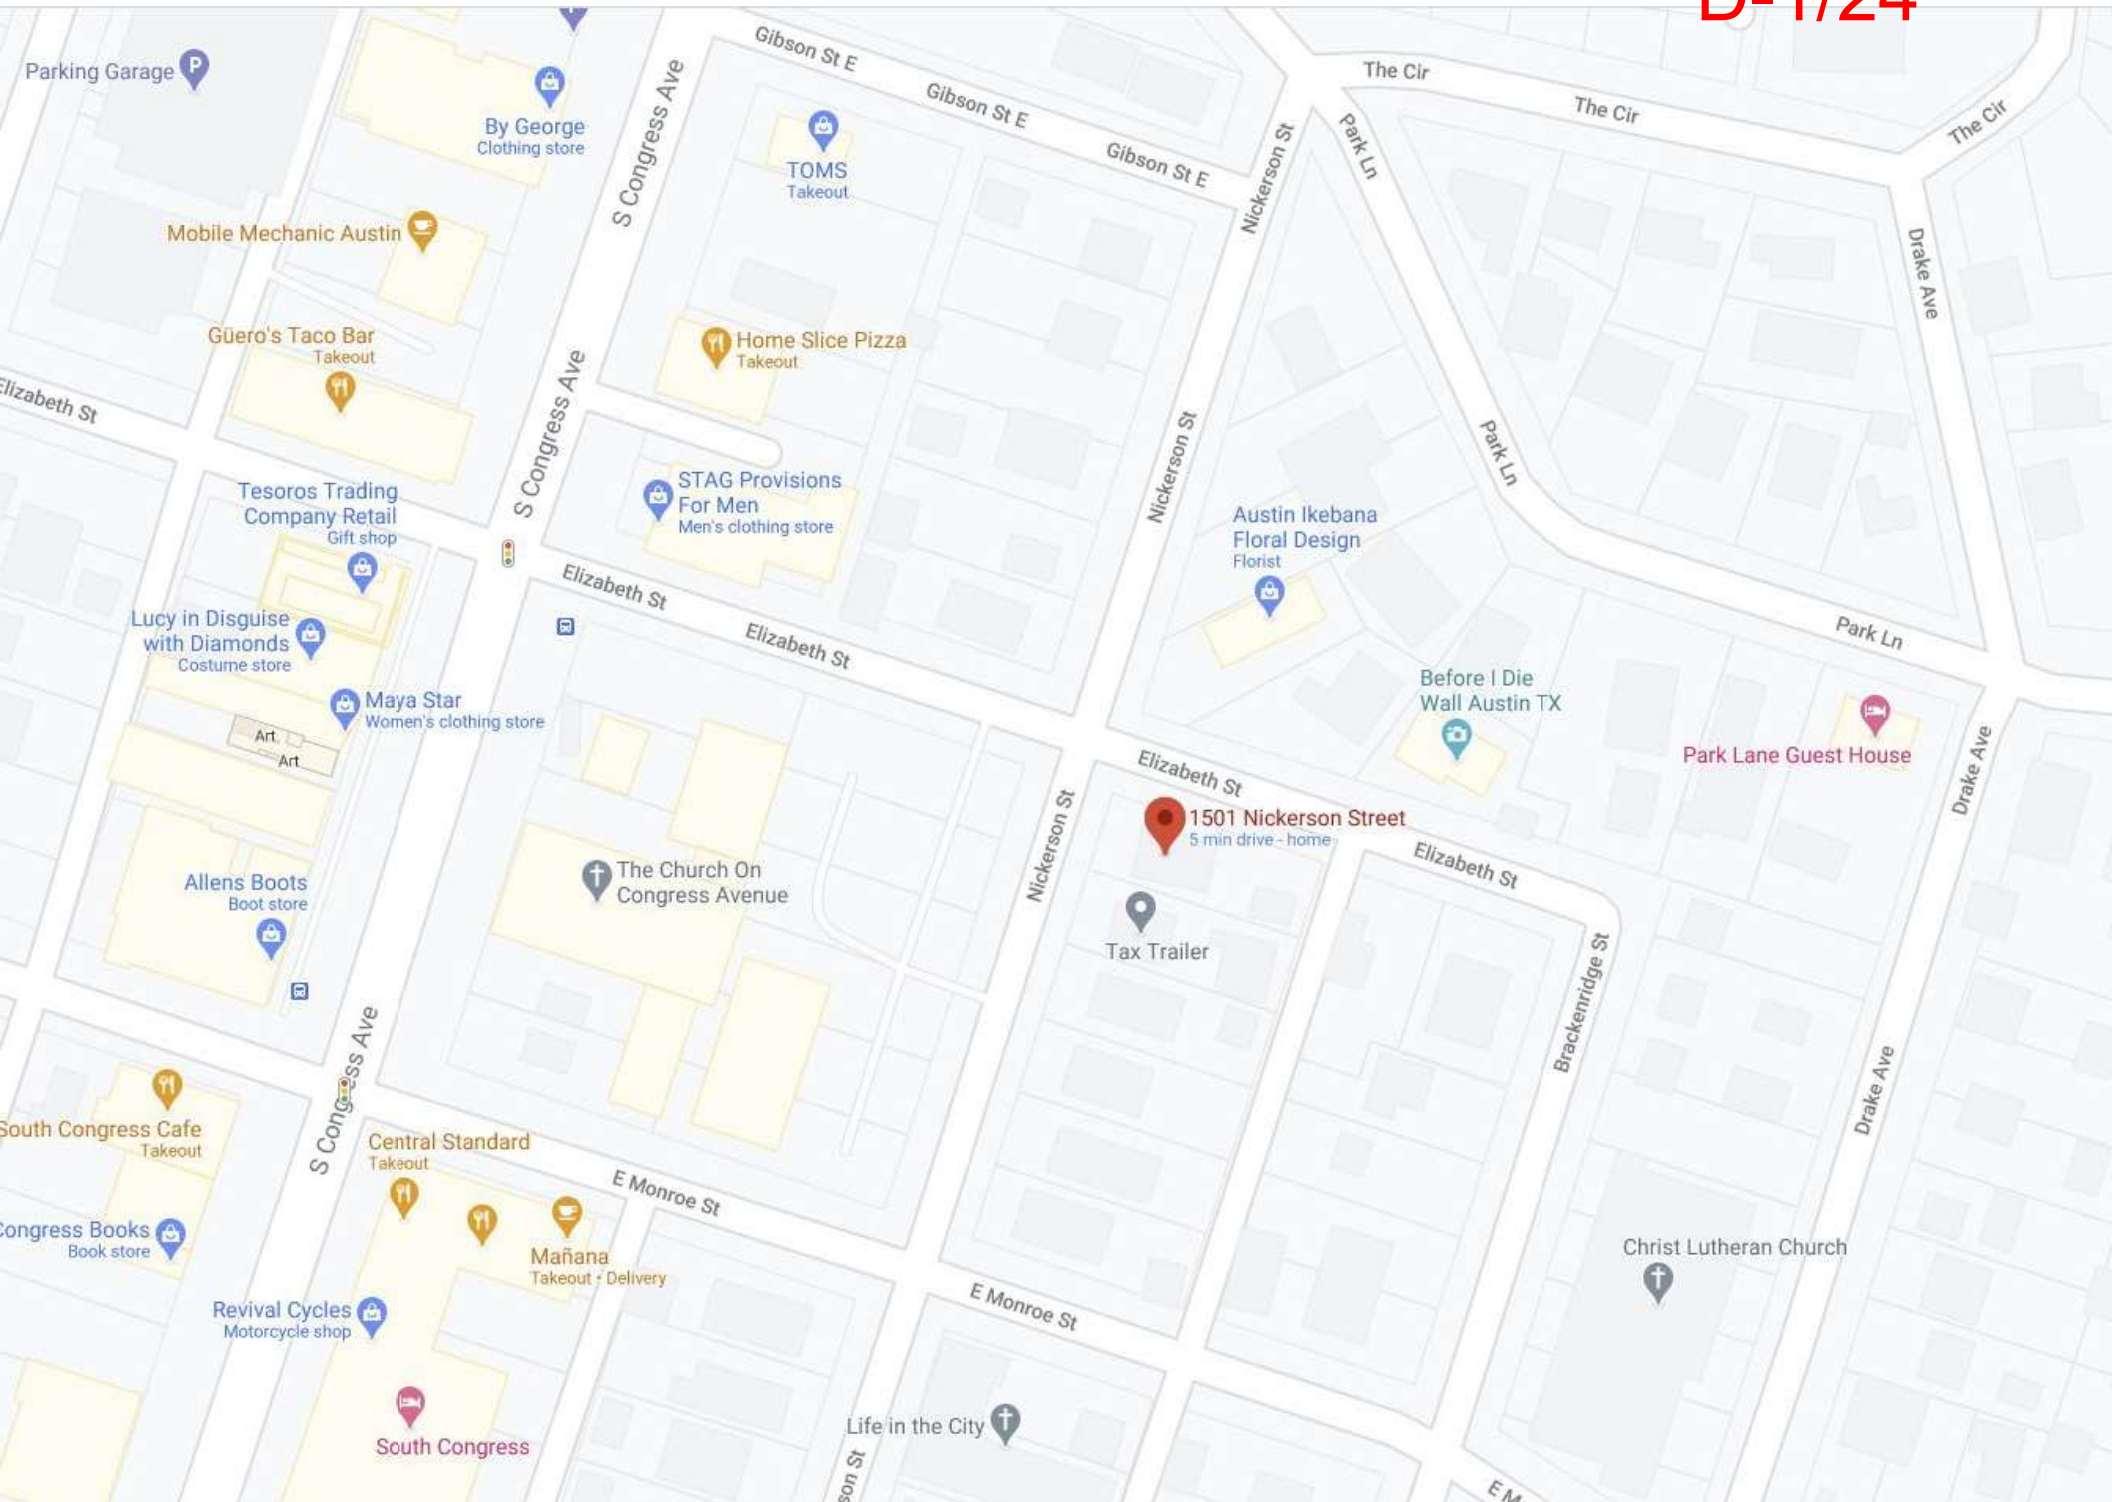 D-1/24
Gibson St E
Gibson St E
Gibson St E
The Cir
The Cir
The Cir
Parking Garage
P
By George
Clothing store
S Congress Ave
TOMS
Takeout
Nickerson St
Park Ln
Mobile Mechanic Austin
Drake Ave
Güero's Taco Bar
Takeout
Home Slice Pizza
Takeout
Elizabeth St
S Congress Ave
Nickerson St
Park Ln
Tesoros Trading
Company Retail
Gift shop
STAG Provisions
For Men
Men's clothing store
Austin Ikebana
Floral Design
Florist
Elizabeth St
Elizabeth St
Park Ln
Lucy in Disguise
with Diamonds
Costume store
Maya Star
Women's clothing store
Art
Art
Before I Die
Wall Austin TX
Park Lane Guest House
Drake Ave
Elizabeth St
Nickerson St
1501 Nickerson Street
5 min drive - home
Elizabeth St
The Church On
Congress Avenue
Allens Boots
Boot store
Tax Trailer
Brackenridge St
S Congress Ave
Drake Ave
South Congress Cafe
Takeout
Central Standard
Takeout
E Monroe St
Congress Books
Book store
Mañana
Takeout • Delivery
Christ Lutheran Church
E Monroe St
Revival Cycles
Motorcycle shop
South Congress
Life in the City
son St
E M